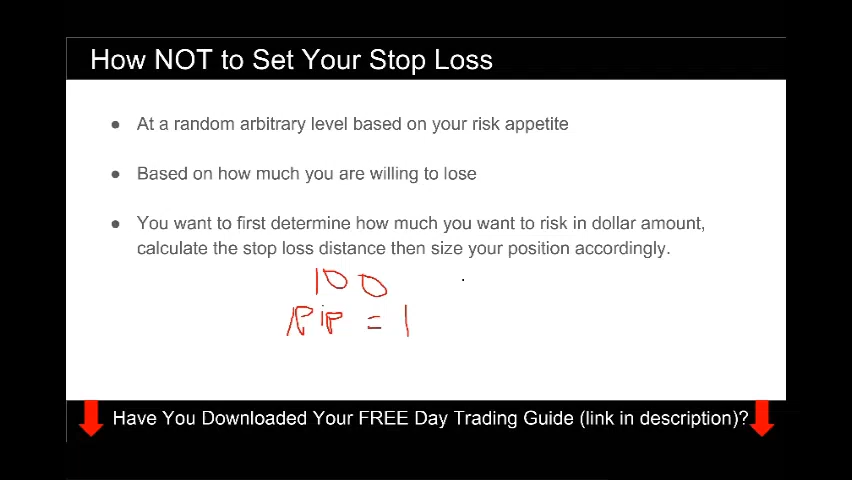 How NOT to Set Your Stop Loss
● At a random arbitrary level based on your risk appetite
● Based on how much you are willing to lose
● You want to first determine how much you want to risk in dollar amount,
calculate the stop loss distance then size your position accordingly.
100
PIP = 1
Have You Downloaded Your FREE Day Trading Guide (link in description)?